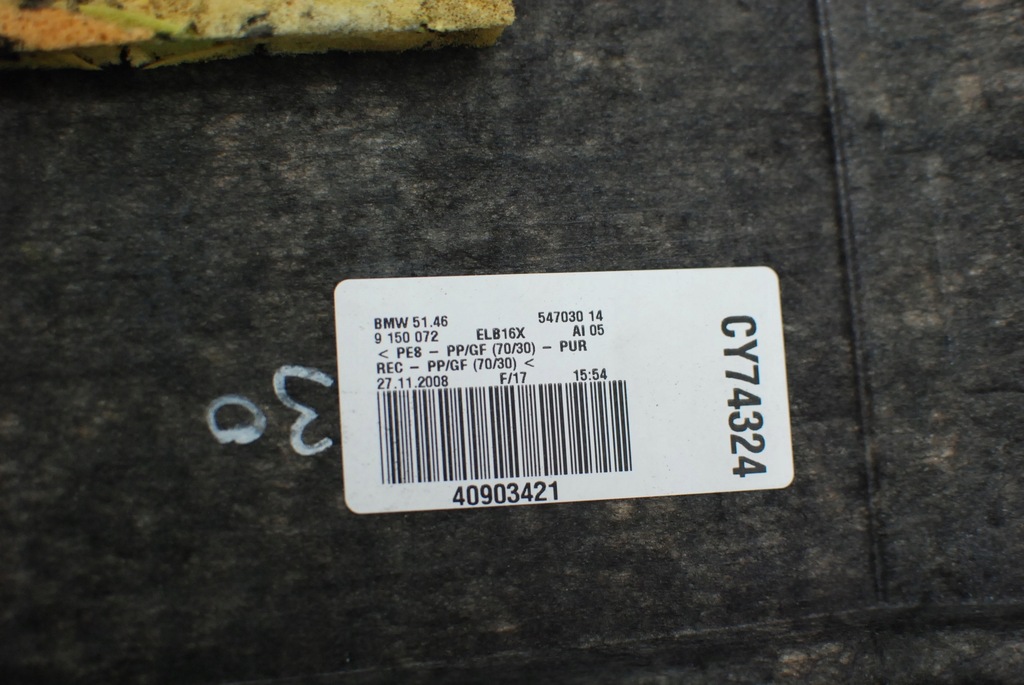 BMW 51.46 547030 14
9 150 072 ELB16X AI 05
< PE8 - PP/GF (70/30) - PUR
REC - PP/GF (70/30) <
27.11.2008 F/17 15:54
40903421
CY74324